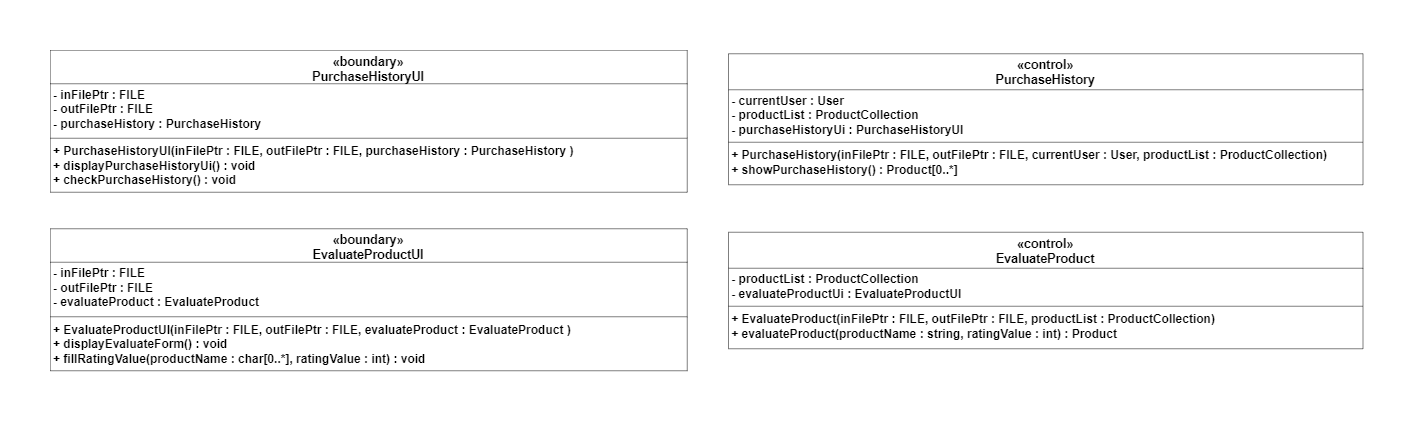 «boundary»
PurchaseHistoryUI
- inFilePtr : FILE
- outFilePtr : FILE
- purchaseHistory : PurchaseHistory
+ PurchaseHistoryUI(inFilePtr : FILE, outFilePtr : FILE, purchaseHistory : PurchaseHistory )
+ displayPurchaseHistoryUi() : void
+ checkPurchaseHistory() : void
«control»
PurchaseHistory
- currentUser : User
- productList : ProductCollection
- purchaseHistoryUi : PurchaseHistoryUI
+ PurchaseHistory(inFilePtr : FILE, outFilePtr : FILE, currentUser : User, productList : ProductCollection)
+ showPurchaseHistory() : Product[0..*]
«boundary»
EvaluateProductUI
- inFilePtr : FILE
- outFilePtr : FILE
- evaluateProduct : EvaluateProduct
+ EvaluateProductUI(inFilePtr : FILE, outFilePtr : FILE, evaluateProduct : EvaluateProduct )
+ displayEvaluateForm() : void
+ fillRatingValue(productName : char[0..*], ratingValue : int) : void
«control»
EvaluateProduct
- productList : ProductCollection
- evaluateProductUi : EvaluateProductUI
+ EvaluateProduct(inFilePtr : FILE, outFilePtr : FILE, productList : ProductCollection)
+ evaluateProduct(productName : string, ratingValue : int) : Product